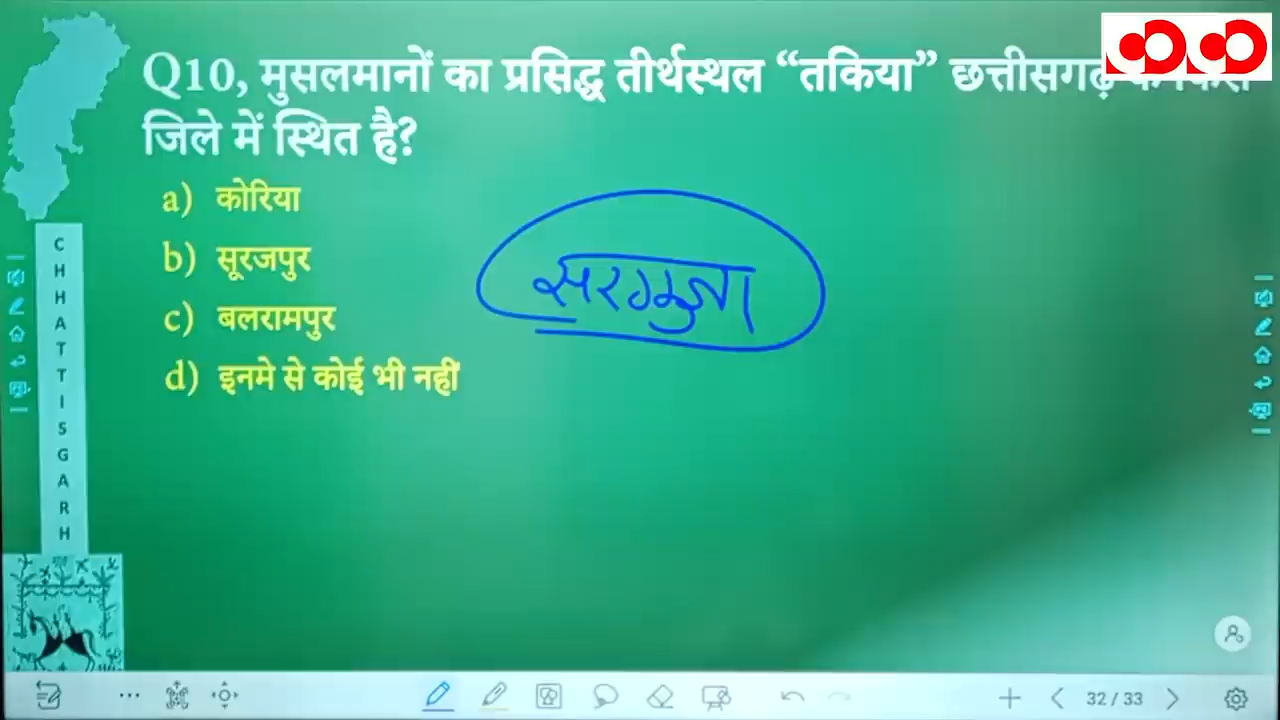 Q10, मुसलमानों का प्रसिद्ध तीर्थस्थल “तकिया” छत्तीसगढ़
जिले में स्थित है?
a) कोरिया
b) सूरजपुर
c) बलरामपुर
d) इनमे से कोई भी नहीं
सरगुजा
CHHATTISGARH
32 / 33